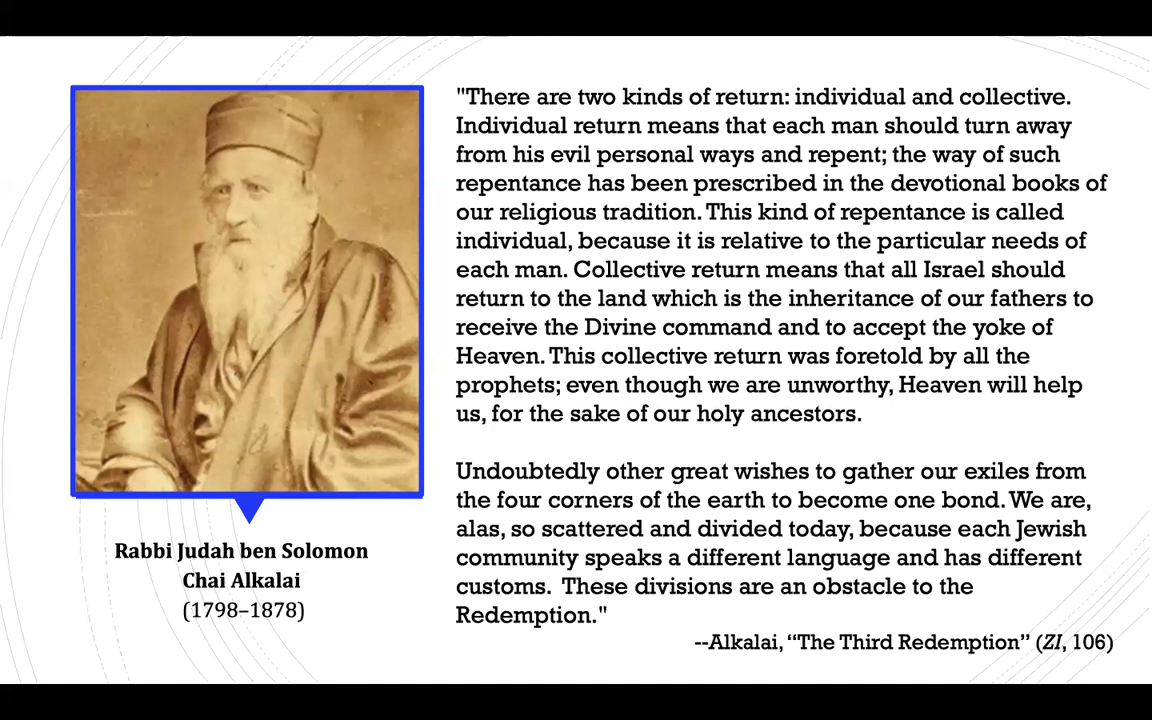 "There are two kinds of return: individual and collective.
Individual return means that each man should turn away
from his evil personal ways and repent; the way of such
repentance has been prescribed in the devotional books of
our religious tradition. This kind of repentance is called
individual, because it is relative to the particular needs of
each man. Collective return means that all Israel should
return to the land which is the inheritance of our fathers to
receive the Divine command and to accept the yoke of
Heaven. This collective return was foretold by all the
prophets; even though we are unworthy, Heaven will help
us, for the sake of our holy ancestors.
Undoubtedly other great wishes to gather our exiles from
the four corners of the earth to become one bond. We are,
alas, so scattered and divided today, because each Jewish
community speaks a different language and has different
customs. These divisions are an obstacle to the
Redemption."
--Alkalai, “The Third Redemption” (ZI, 106)
Rabbi Judah ben Solomon
Chai Alkalai
(1798–1878)